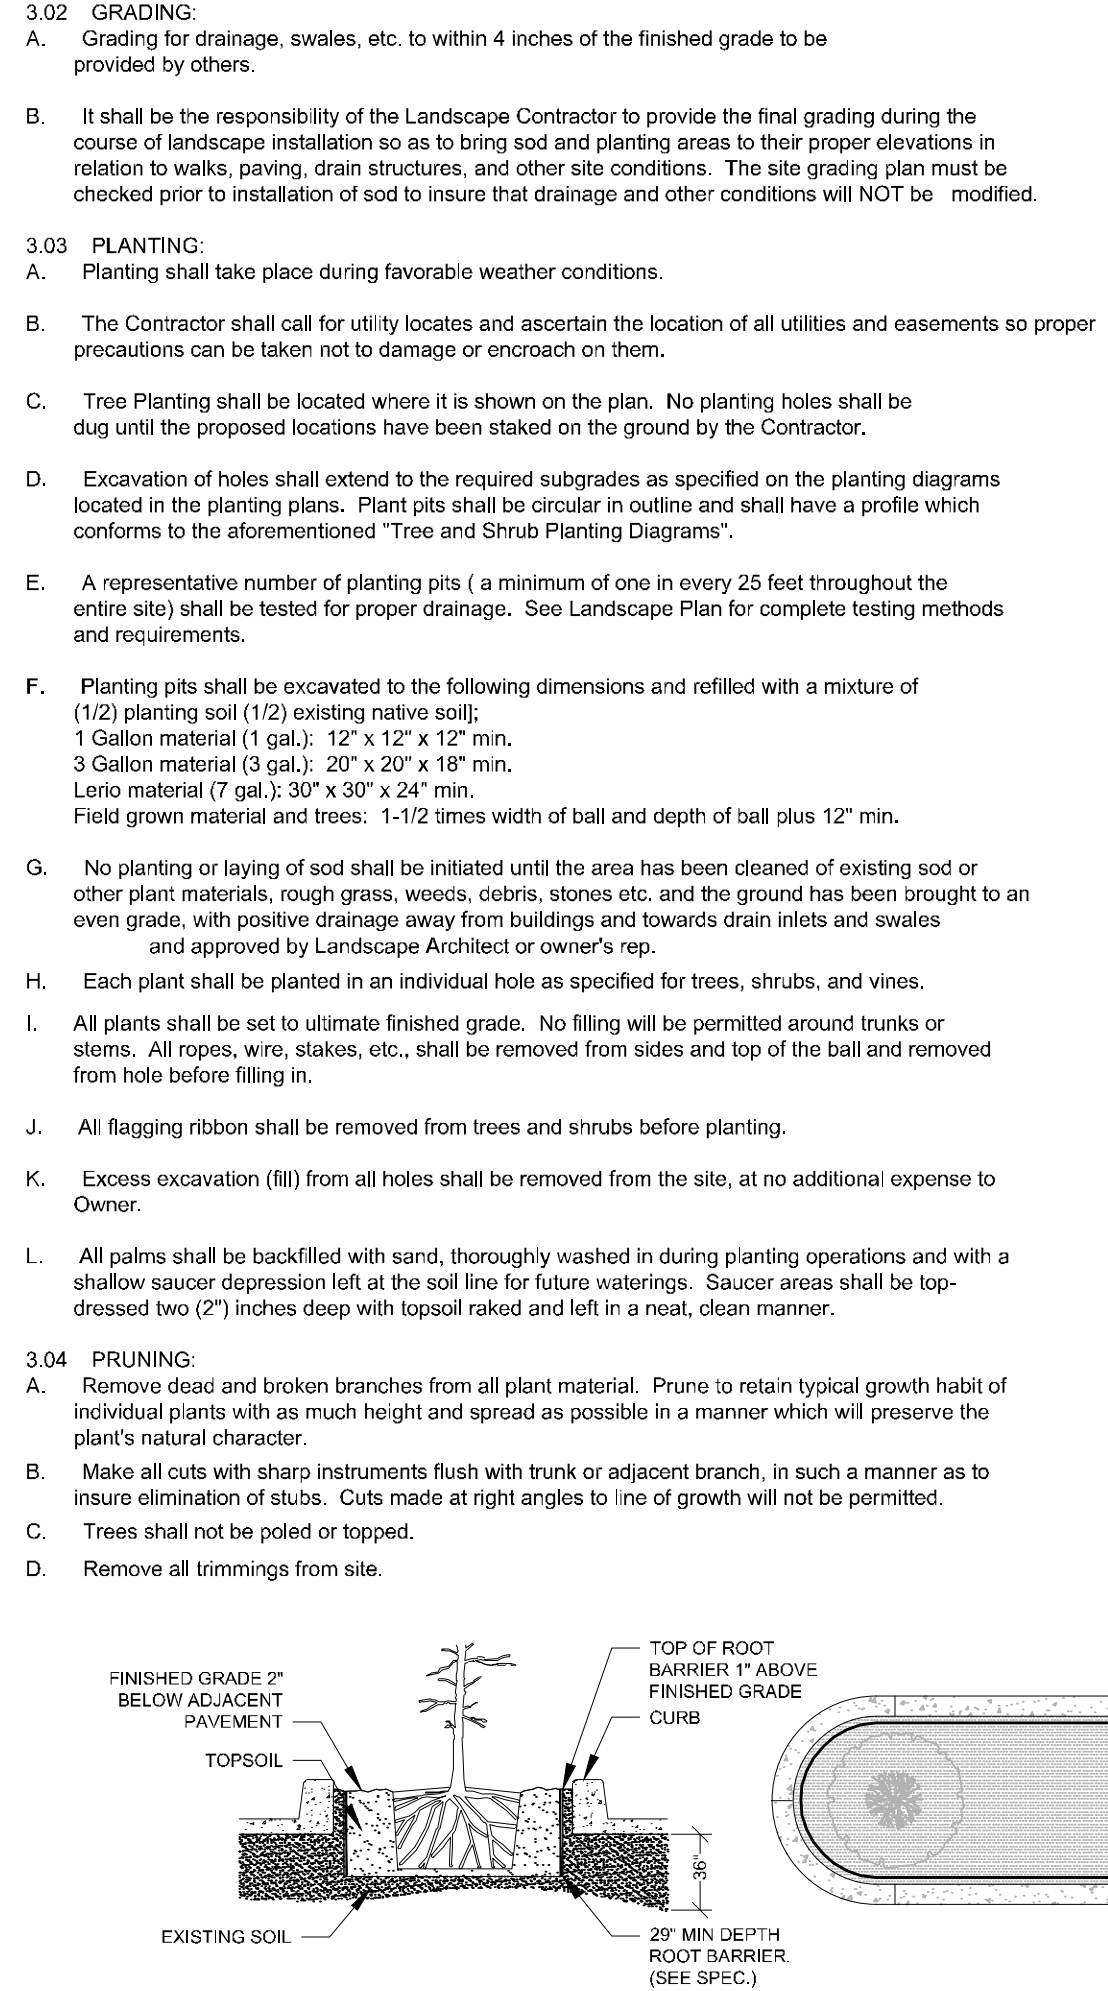 3.02 GRADING:
A. Grading for drainage, swales, etc. to within 4 inches of the finished grade to be
provided by others.
B. It shall be the responsibility of the Landscape Contractor to provide the final grading during the
course of landscape installation so as to bring sod and planting areas to their proper elevations in
relation to walks, paving, drain structures, and other site conditions. The site grading plan must be
checked prior to installation of sod to insure that drainage and other conditions will NOT be modified.
3.03 PLANTING:
A. Planting shall take place during favorable weather conditions.
B. The Contractor shall call for utility locates and ascertain the location of all utilities and easements so proper
precautions can be taken not to damage or encroach on them.
C. Tree Planting shall be located where it is shown on the plan. No planting holes shall be
dug until the proposed locations have been staked on the ground by the Contractor.
D. Excavation of holes shall extend to the required subgrades as specified on the planting diagrams
located in the planting plans. Plant pits shall be circular in outline and shall have a profile which
conforms to the aforementioned "Tree and Shrub Planting Diagrams".
E. A representative number of planting pits ( a minimum of one in every 25 feet throughout the
entire site) shall be tested for proper drainage. See Landscape Plan for complete testing methods
and requirements.
F. Planting pits shall be excavated to the following dimensions and refilled with a mixture of
(1/2) planting soil (1/2) existing native soil];
1 Gallon material (1 gal.): 12" x 12" x 12" min.
3 Gallon material (3 gal.): 20" x 20" x 18" min.
Lerio material (7 gal.): 30" x 30" x 24" min.
Field grown material and trees: 1-1/2 times width of ball and depth of ball plus 12" min.
G. No planting or laying of sod shall be initiated until the area has been cleaned of existing sod or
other plant materials, rough grass, weeds, debris, stones etc. and the ground has been brought to an
even grade, with positive drainage away from buildings and towards drain inlets and swales
and approved by Landscape Architect or owner's rep.
H. Each plant shall be planted in an individual hole as specified for trees, shrubs, and vines.
I. All plants shall be set to ultimate finished grade. No filling will be permitted around trunks or
stems. All ropes, wire, stakes, etc., shall be removed from sides and top of the ball and removed
from hole before filling in.
J. All flagging ribbon shall be removed from trees and shrubs before planting.
K. Excess excavation (fill) from all holes shall be removed from the site, at no additional expense to
Owner.
L. All palms shall be backfilled with sand, thoroughly washed in during planting operations and with a
shallow saucer depression left at the soil line for future waterings. Saucer areas shall be top-
dressed two (2") inches deep with topsoil raked and left in a neat, clean manner.
3.04 PRUNING:
A. Remove dead and broken branches from all plant material. Prune to retain typical growth habit of
individual plants with as much height and spread as possible in a manner which will preserve the
plant's natural character.
B. Make all cuts with sharp instruments flush with trunk or adjacent branch, in such a manner as to
insure elimination of stubs. Cuts made at right angles to line of growth will not be permitted.
C. Trees shall not be poled or topped.
D. Remove all trimmings from site.
FINISHED GRADE 2"
BELOW ADJACENT
PAVEMENT
TOPSOIL
EXISTING SOIL
TOP OF ROOT
BARRIER 1" ABOVE
FINISHED GRADE
CURB
36"
29" MIN DEPTH
ROOT BARRIER.
(SEE SPEC.)